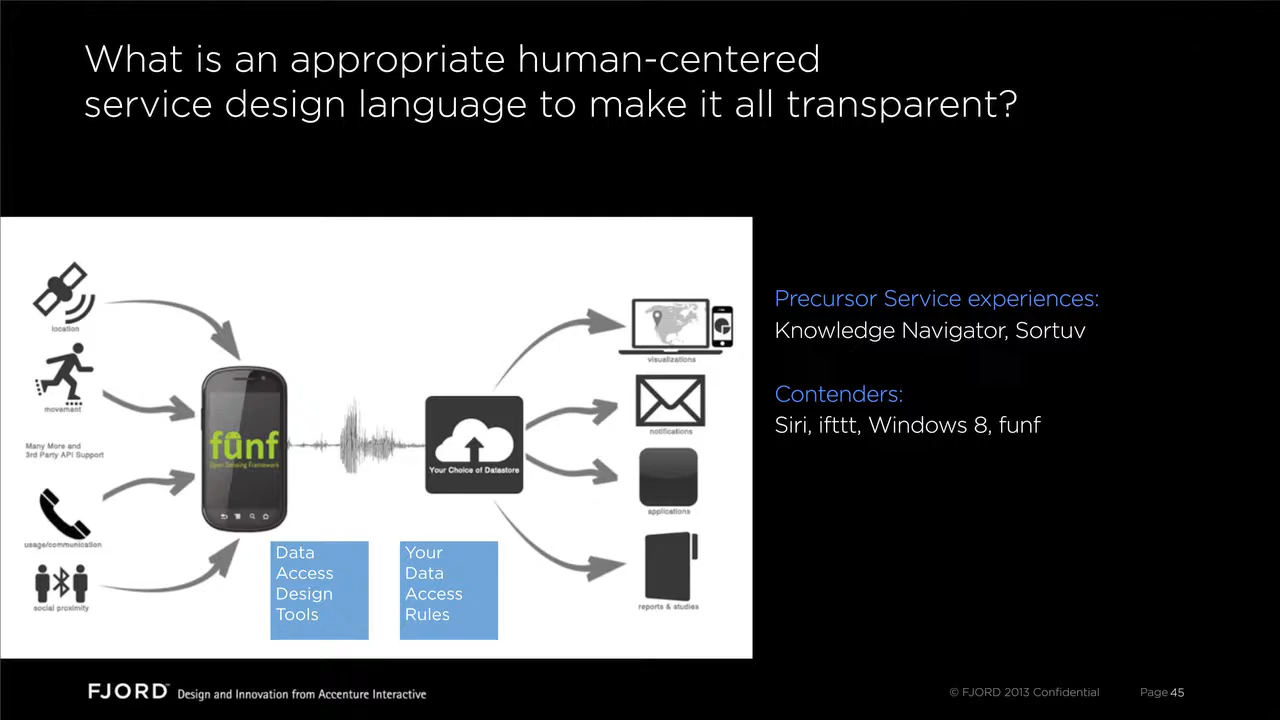 What is an appropriate human-centered
service design language to make it all transparent?
location
movement
Many More and
3rd Party API Support
usage/communication
social proximity
funf
Open Sensing Framework
Your Choice of Datastore
visualizations
notifications
applications
reports & studies
Data
Access
Design
Tools
Your
Data
Access
Rules
Precursor Service experiences:
Knowledge Navigator, Sortuv
Contenders:
Siri, ifttt, Windows 8, funf
FJORD™ Design and Innovation from Accenture Interactive
© FJORD 2013 Confidential
Page 45